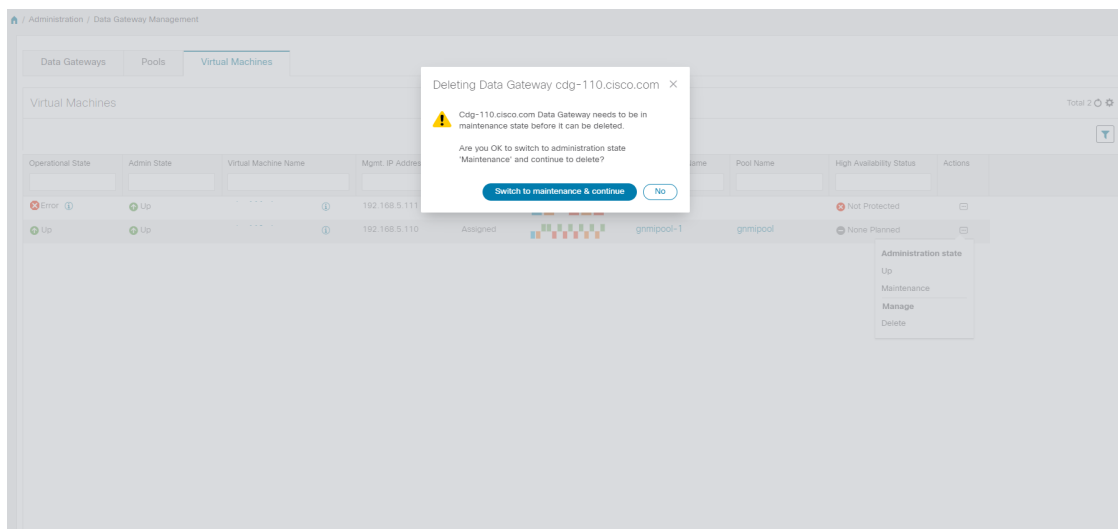 / Administration / Data Gateway Management
Data Gateways
Pools
Virtual Machines
Deleting Data Gateway cdg-110.cisco.com
Cdg-110.cisco.com Data Gateway needs to be in
maintenance state before it can be deleted.
Are you OK to switch to administration state
'Maintenance' and continue to delete?
Switch to maintenance & continue
No
Virtual Machines
Total 2
Operational State
Admin State
Virtual Machine Name
Mgmt. IP Addres
ame
Pool Name
High Availability Status
Actions
Error
Up
192.168.5.111
Not Protected
Up
Up
192.168.5.110
Assigned
gnmipool-1
gnmipool
None Planned
Administration state
Up
Maintenance
Manage
Delete